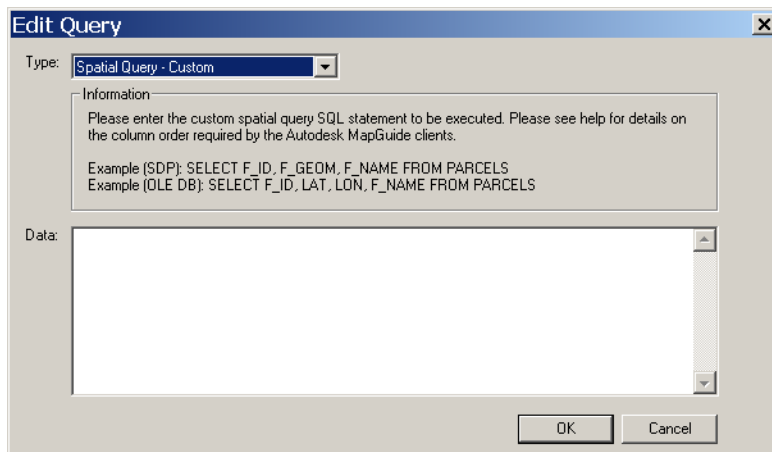 Edit Query
Type: Spatial Query - Custom
Information
Please enter the custom spatial query SQL statement to be executed. Please see help for details on
the column order required by the Autodesk MapGuide clients.
Example (SDP): SELECT F_ID, F_GEOM, F_NAME FROM PARCELS
Example (OLE DB): SELECT F_ID, LAT, LON, F_NAME FROM PARCELS
Data:
OK Cancel